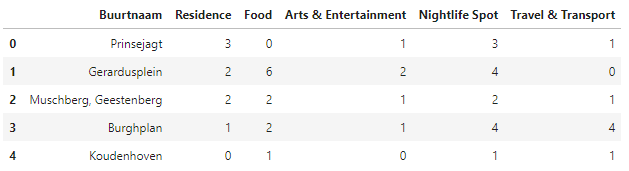 Buurtnaam Residence Food Arts & Entertainment Nightlife Spot Travel & Transport
0 Prinsejagt 3 0 1 3 1
1 Gerardusplein 2 6 2 4 0
2 Muschberg, Geestenberg 2 2 1 2 1
3 Burghplan 1 2 1 4 4
4 Koudenhoven 0 1 0 1 1